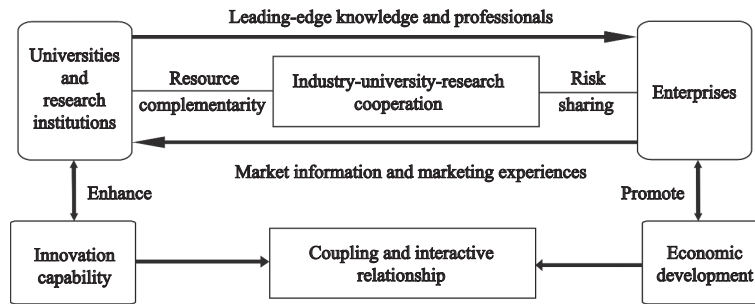 Leading-edge knowledge and professionals
Universities
and
research
institutions
Resource
complementarity
Industry-university-research
cooperation
Risk
sharing
Enterprises
Market information and marketing experiences
Enhance
Promote
Innovation
capability
Coupling and interactive
relationship
Economic
development